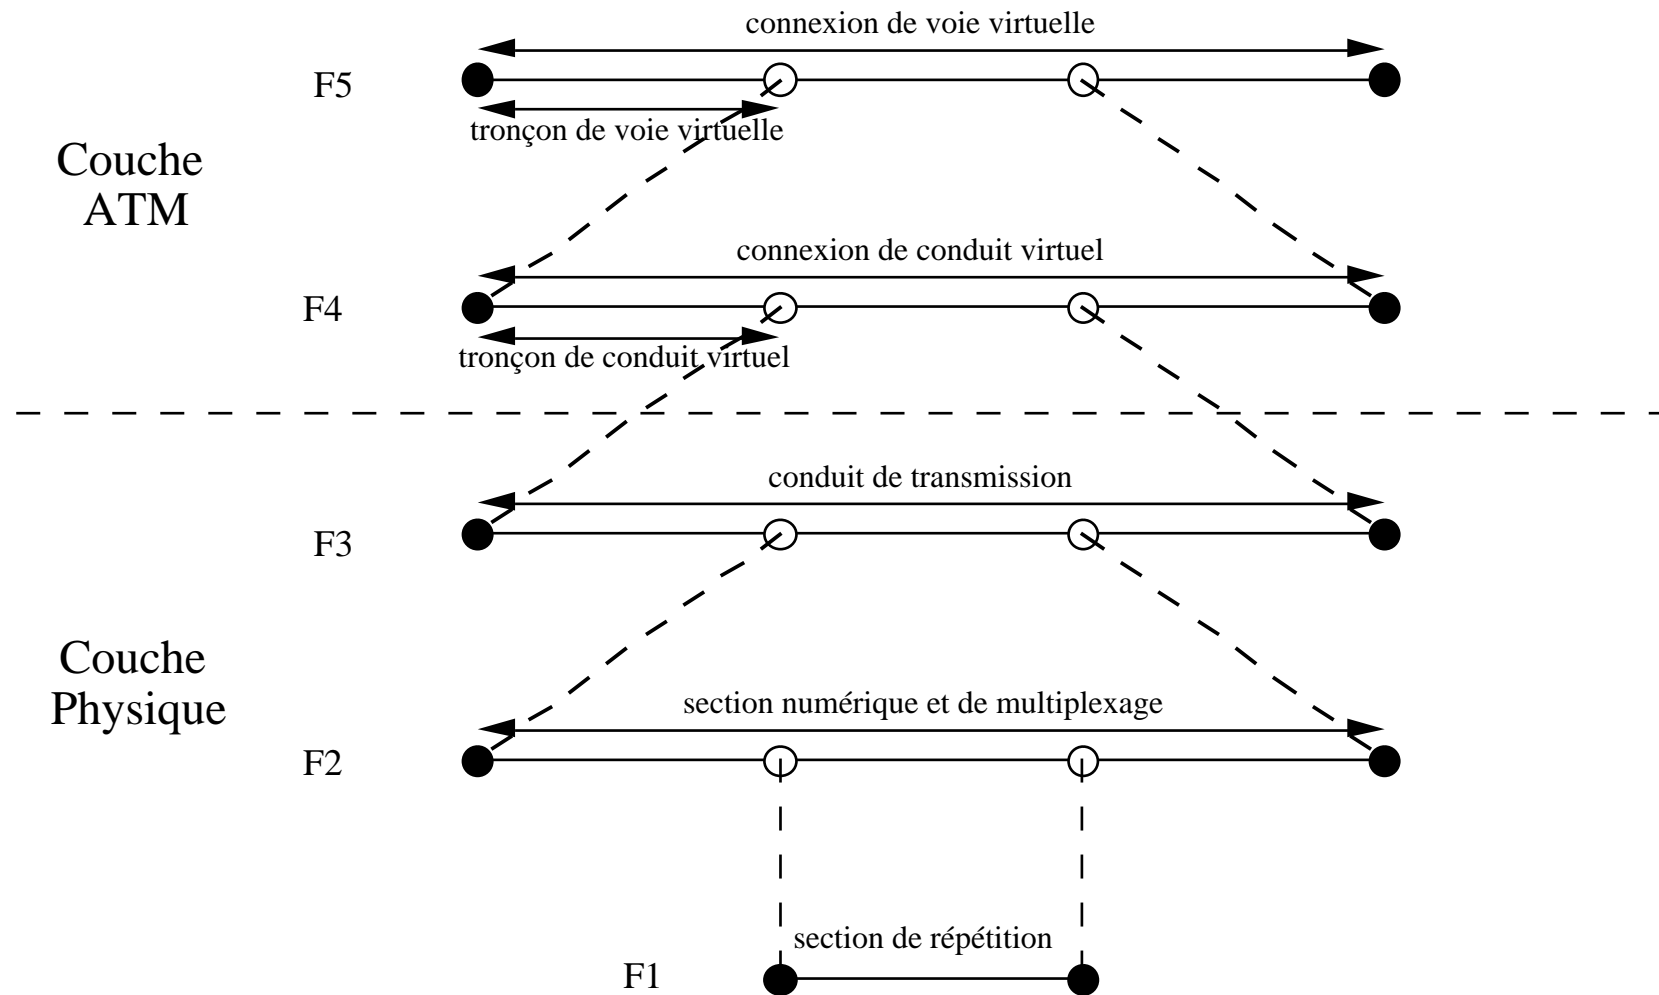 connexion de voie virtuelle
F5
tronçon de voie virtuelle
Couche
ATM
connexion de conduit virtuel
F4
tronçon de conduit virtuel
conduit de transmission
F3
Couche
Physique
section numérique et de multiplexage
F2
section de répétition
F1